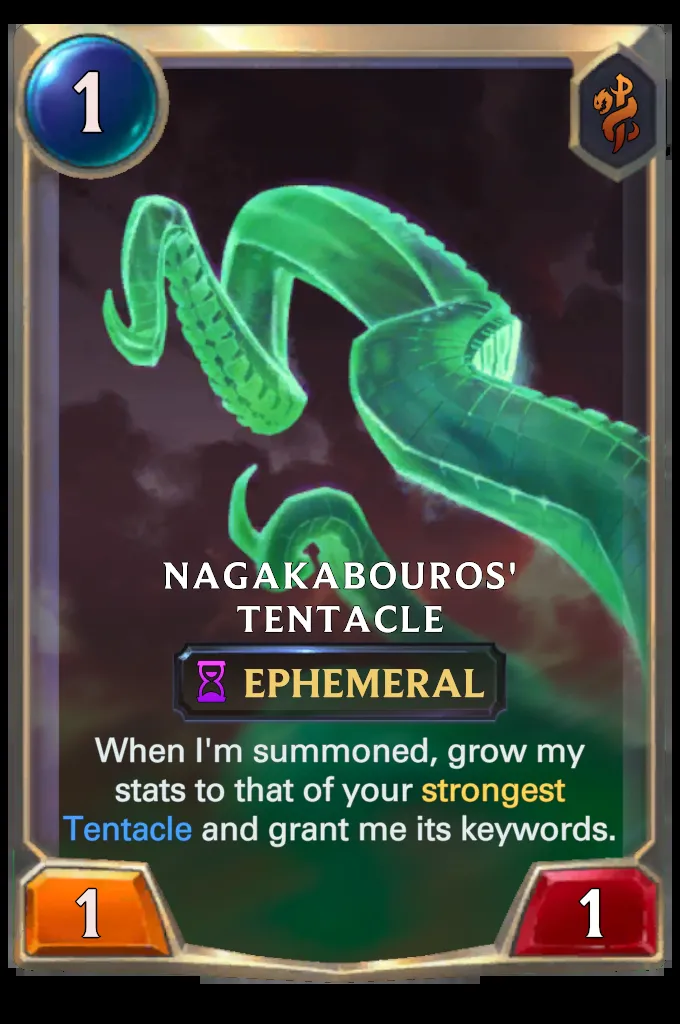 1
NAGAKABOUROS'
TENTACLE
EPHEMERAL
When I'm summoned, grow my
stats to that of your strongest
Tentacle and grant me its keywords.
1
1